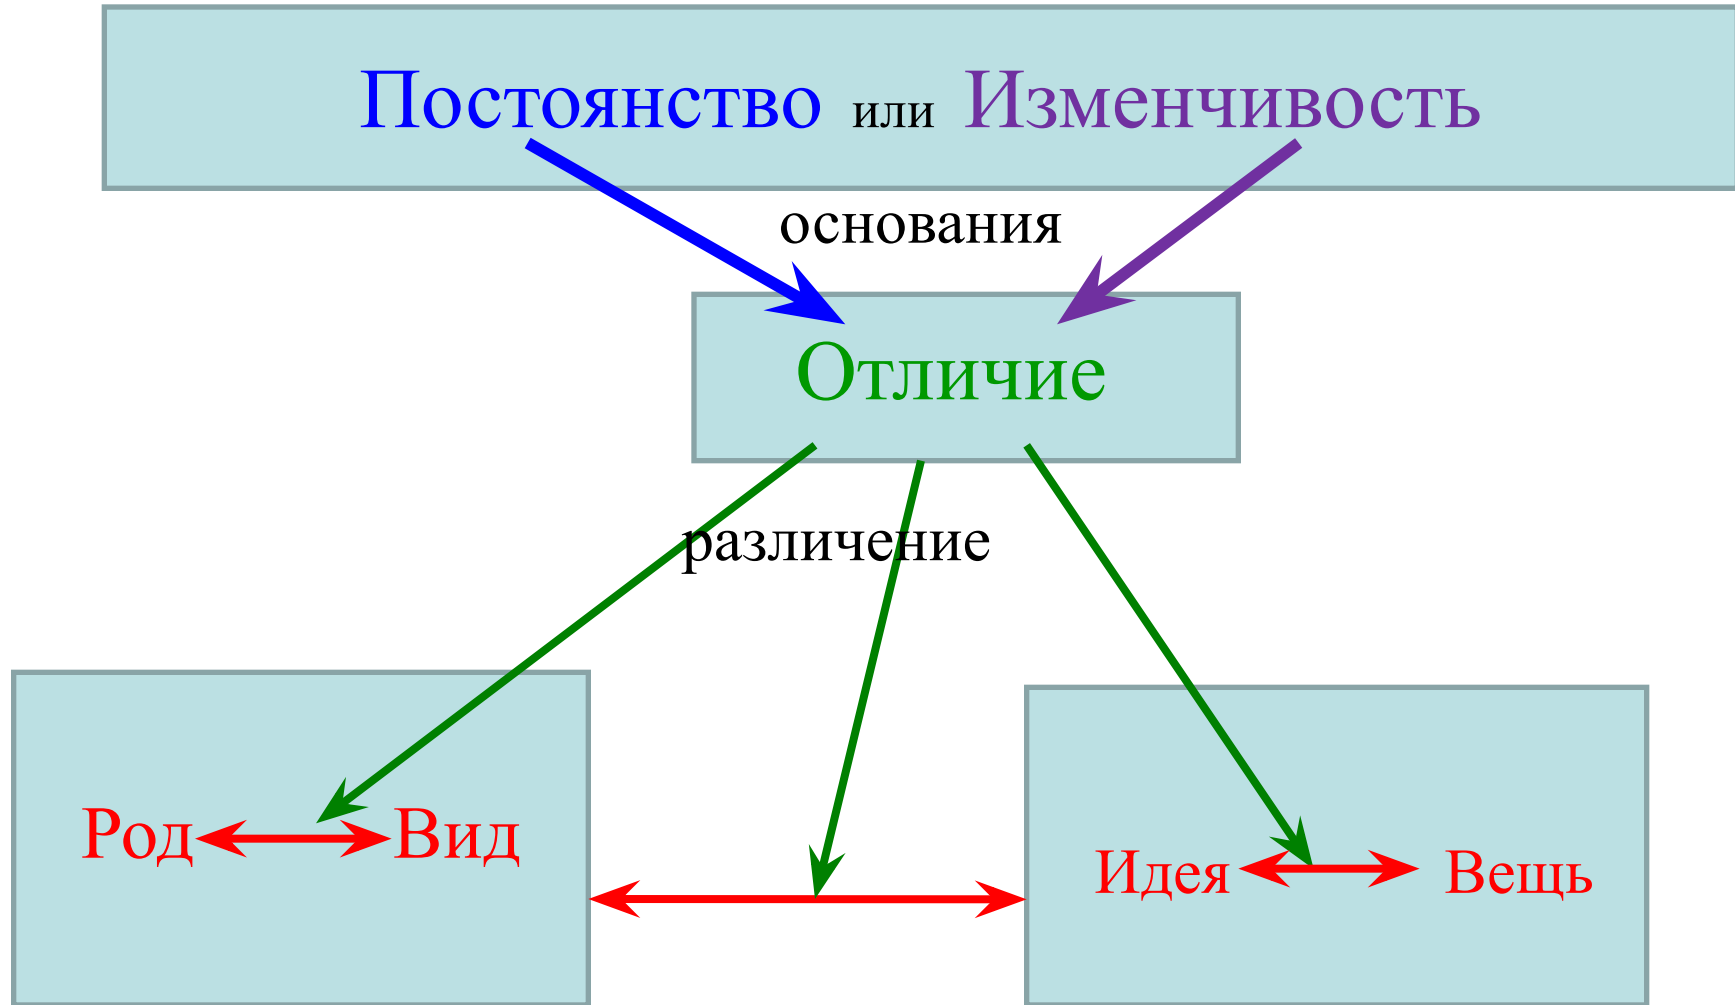 Постоянство или Изменчивость
основания
Отличие
различение
Род Вид
Идея Вещь